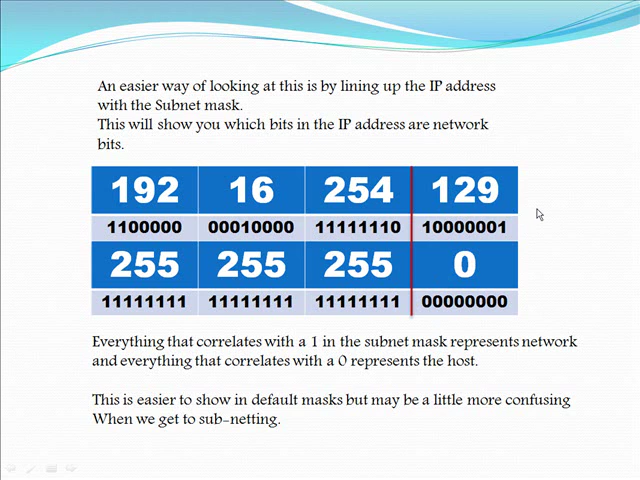 An easier way of looking at this is by lining up the IP address
with the Subnet mask.
This will show you which bits in the IP address are network
bits.
192 16 254 129
1100000 00010000 11111110 10000001
255 255 255 0
11111111 11111111 11111111 00000000
Everything that correlates with a 1 in the subnet mask represents network
and everything that correlates with a 0 represents the host.
This is easier to show in default masks but may be a little more confusing
When we get to sub-netting.